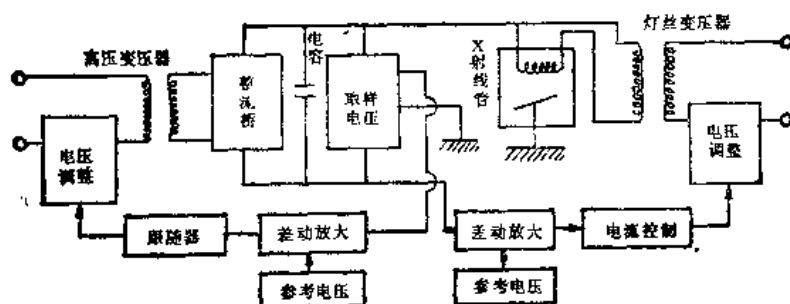 高压变压器
整流桥
电容
取样
电压
X射线管
灯丝变压器
电压
调整
电压
调整
跟随器
差动放大
差动放大
电流控制
参考电压
参考电压